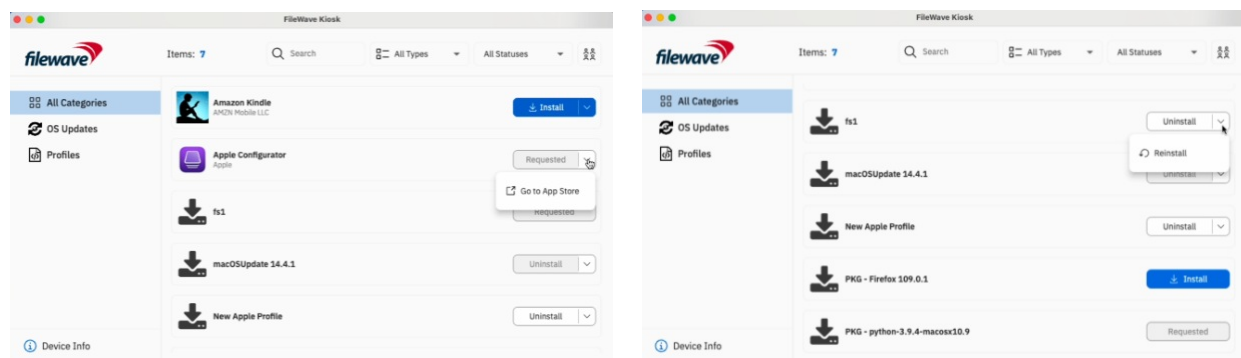 FileWave Kiosk
filewave
Items: 7
Search
All Types
All Statuses
All Categories
OS Updates
Profiles
Amazon Kindle
AMZN Mobile LLC
Install
Apple Configurator
Apple
Requested
Go to App Store
fs1
Requested
macOSUpdate 14.4.1
Uninstall
New Apple Profile
Uninstall
Device Info
FileWave Kiosk
filewave
Items: 7
Search
All Types
All Statuses
All Categories
OS Updates
Profiles
fs1
Uninstall
Reinstall
macOSUpdate 14.4.1
Uninstall
New Apple Profile
Uninstall
PKG - Firefox 109.0.1
Install
PKG - python-3.9.4-macosx10.9
Requested
Device Info